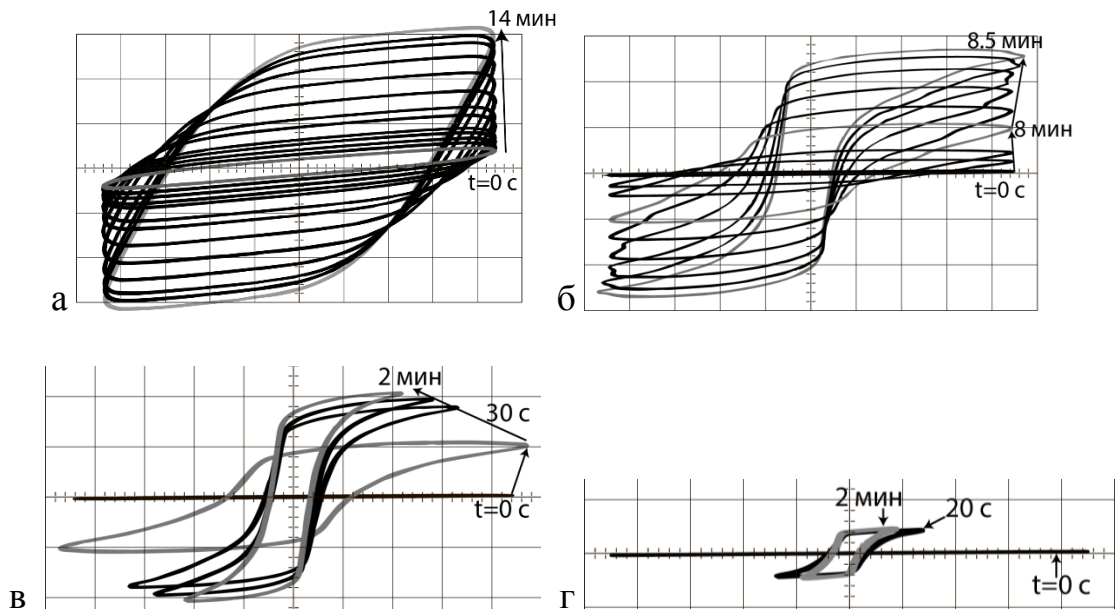 14 мин
t=0 с
а
8.5 мин
8 мин
t=0 с
б
2 мин
30 с
t=0 с
в
2 мин
20 с
t=0 с
г